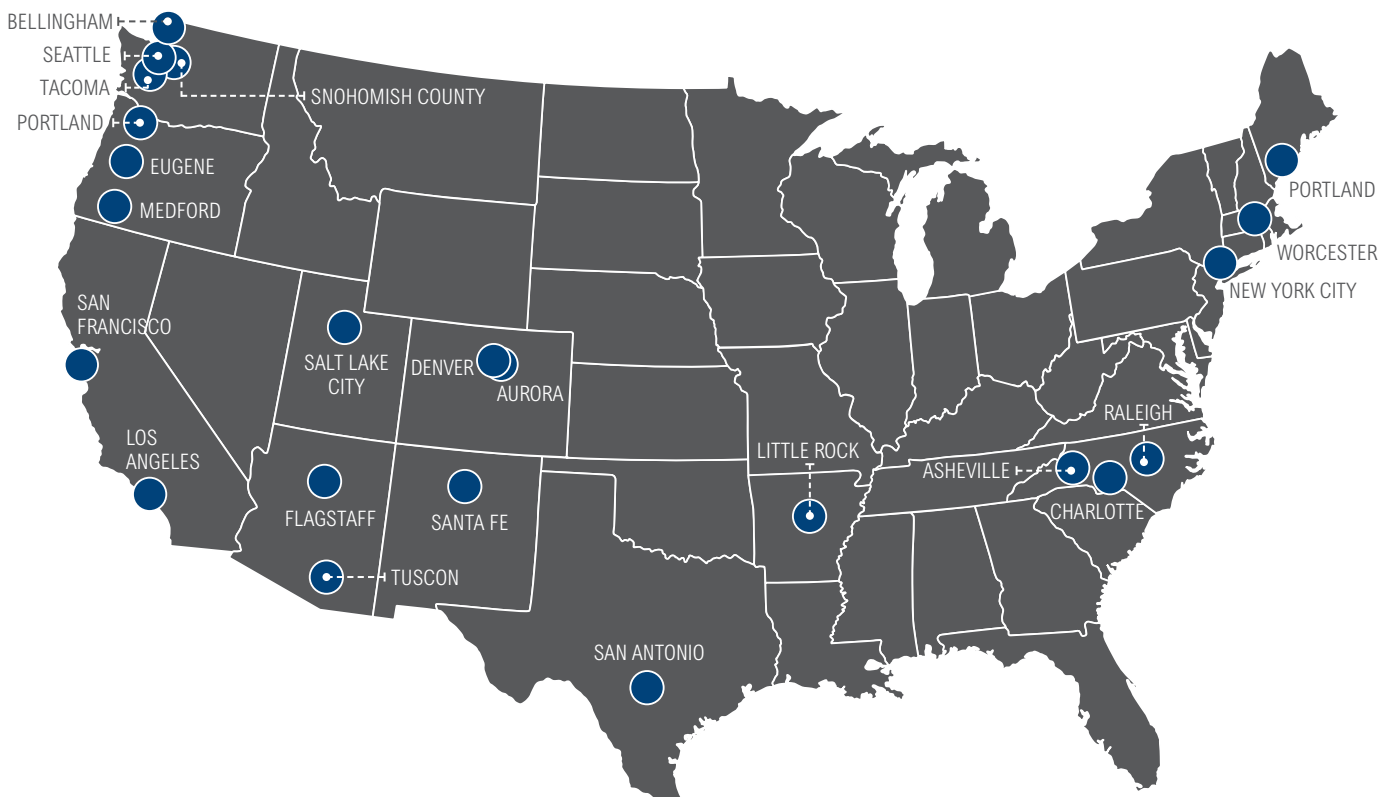 BELLINGHAM
SEATTLE
TACOMA
SNOHOMISH COUNTY
PORTLAND
EUGENE
MEDFORD
PORTLAND
WORCESTER
NEW YORK CITY
SAN
FRANCISCO
SALT LAKE
CITY
DENVER
AURORA
LOS
ANGELES
FLAGSTAFF
SANTA FE
TUSCON
LITTLE ROCK
RALEIGH
ASHEVILLE
CHARLOTTE
SAN ANTONIO